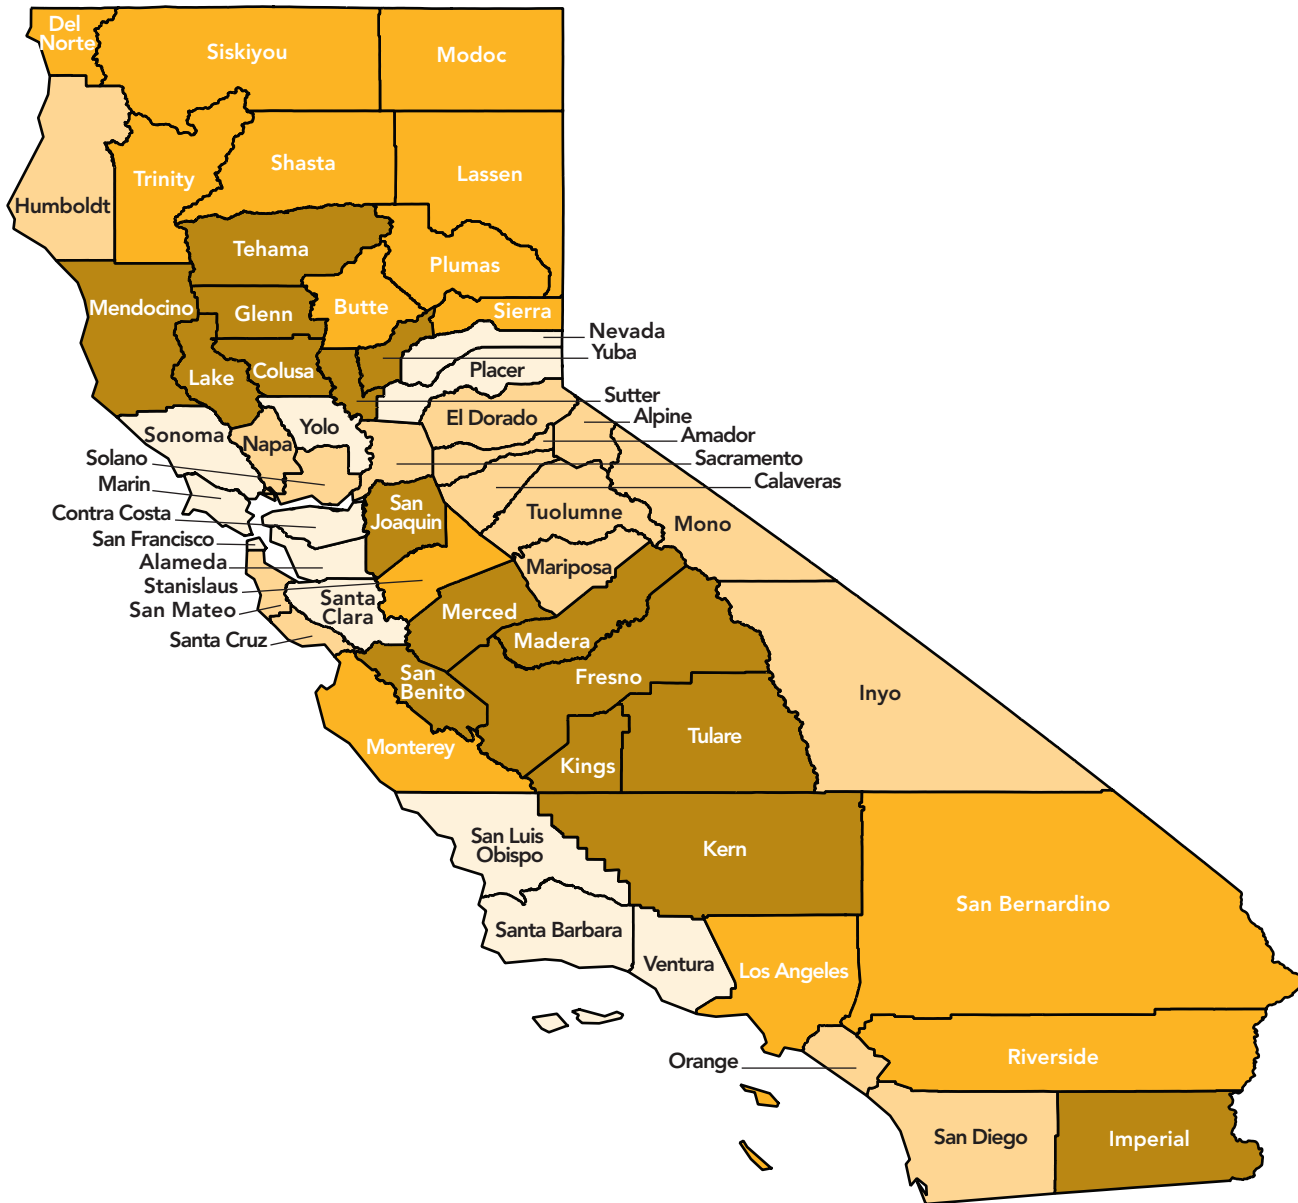 Del
Norte
Siskiyou
Modoc
Shasta
Trinity
Lassen
Humboldt
Tehama
Plumas
Mendocino
Glenn
Butte
Sierra
Nevada
Yuba
Placer
Lake
Colusa
Sutter
Alpine
El Dorado
Yolo
Sonoma
Napa
Amador
Solano
Sacramento
Marin
Calaveras
San
Joaquin
Contra Costa
Tuolumne
Mono
San Francisco
Alameda
Mariposa
Stanislaus
Santa
Clara
San Mateo
Merced
Santa Cruz
Madera
San
Benito
Fresno
Inyo
Monterey
Tulare
Kings
San Luis
Obispo
Kern
San Bernardino
Santa Barbara
Ventura
Los Angeles
Orange
Riverside
San Diego
Imperial